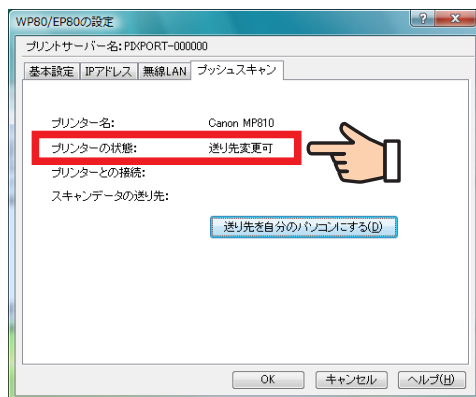 WP80/EP80の設定
プリントサーバー名: PIXPORT-000000
基本設定 IPアドレス 無線LAN プッシュスキャン
プリンター名: Canon MP810
プリンターの状態: 送り先変更可
プリンターとの接続:
スキャンデータの送り先:
送り先を自分のパソコンにする(D)
OK キャンセル ヘルプ(H)